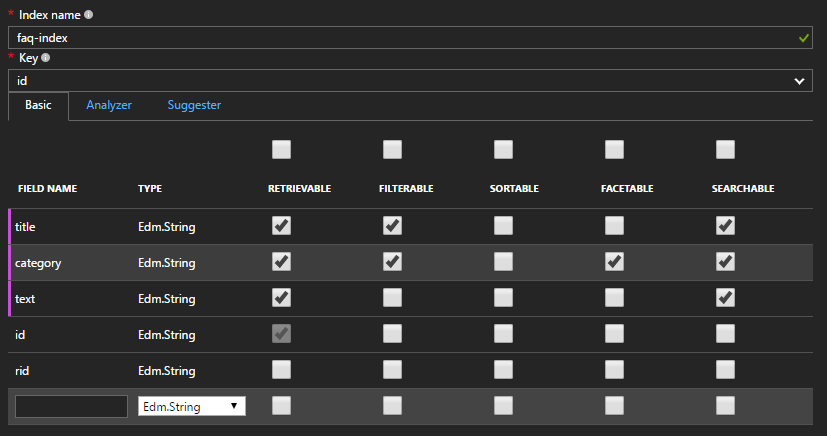 * Index name
faq-index
* Key
id
Basic Analyzer Suggester
FIELD NAME TYPE RETRIEVABLE FILTERABLE SORTABLE FACETABLE SEARCHABLE
title Edm.String
category Edm.String
text Edm.String
id Edm.String
rid Edm.String
Edm.String